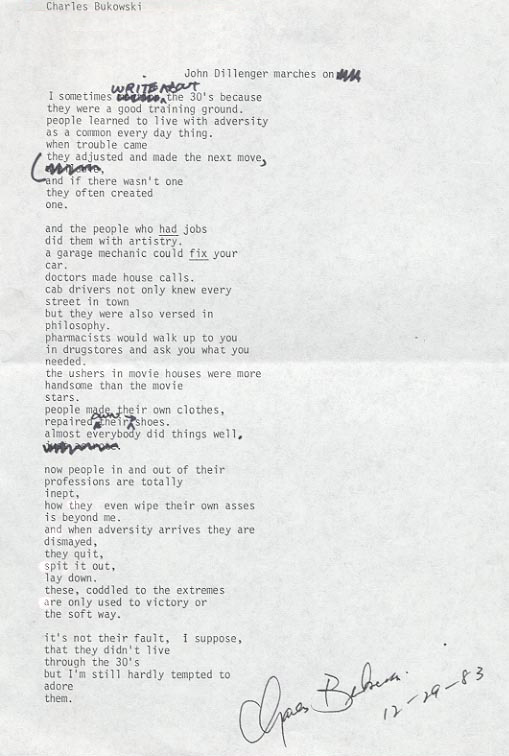 Charles Bukowski
John Dillenger marches on
WRITE About
I sometimes the 30's because
they were a good training ground.
people learned to live with adversity
as a common every day thing.
when trouble came
they adjusted and made the next move,
and if there wasn't one
they often created
one.
and the people who had jobs
did them with artistry.
a garage mechanic could fix your
car.
doctors made house calls.
cab drivers not only knew every
street in town
but they were also versed in
philosophy.
pharmacists would walk up to you
in drugstores and ask you what you
needed.
the ushers in movie houses were more
handsome than the movie
stars.
people made their own clothes,
own
repaired their shoes.
almost everybody did things well.
now people in and out of their
professions are totally
inept,
how they even wipe their own asses
is beyond me.
and when adversity arrives they are
dismayed,
they quit,
spit it out,
lay down.
these, coddled to the extremes
are only used to victory or
the soft way.
it's not their fault, I suppose,
that they didn't live
through the 30's
but I'm still hardly tempted to
adore
them.
Charles Bukowski
12-29-83